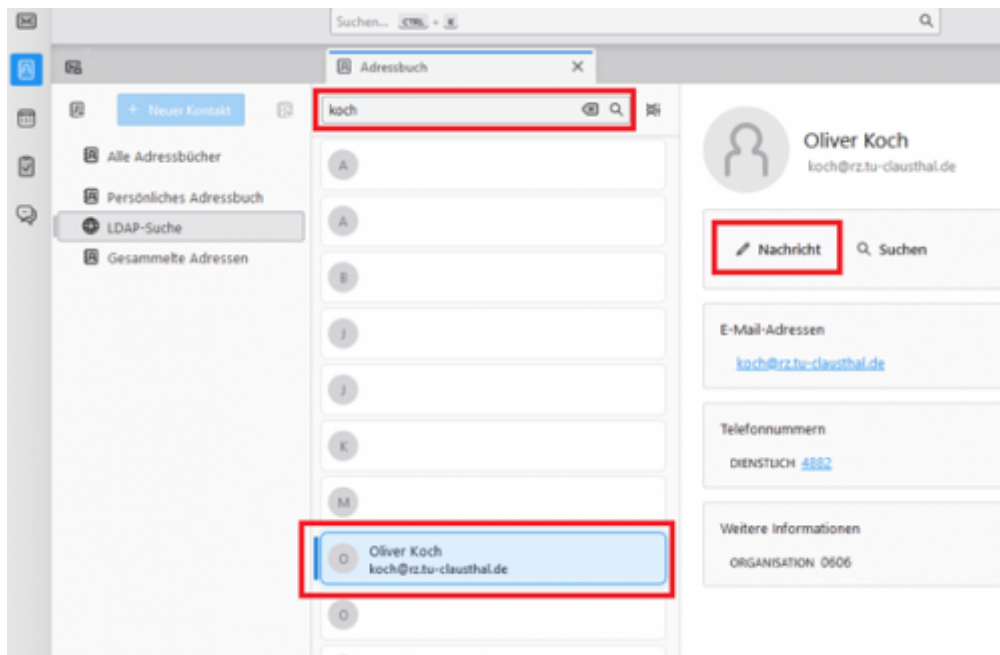 Suchen... CTRL + K
Adressbuch
+ Neuer Kontakt
Alle Adressbücher
Persönliches Adressbuch
LDAP-Suche
Gesammelte Adressen
koch
A
A
B
J
J
K
M
O
Oliver Koch
koch@rz.tu-clausthal.de
O
Oliver Koch
koch@rz.tu-clausthal.de
Nachricht
Suchen
E-Mail-Adressen
koch@rz.tu-clausthal.de
Telefonnummern
DIENSTLICH 4882
Weitere Informationen
ORGANISATION 0606